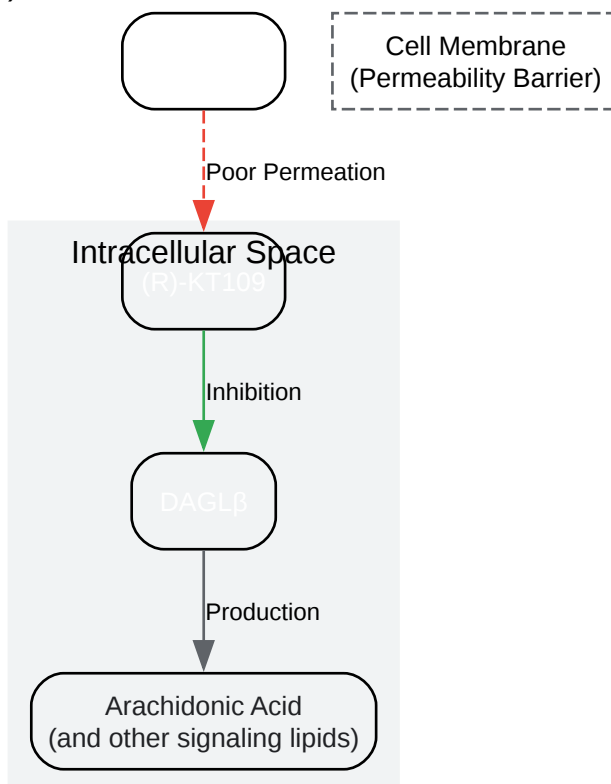 Cell Membrane
(Permeability Barrier)
Poor Permeation
Intracellular Space
(R)-KT109
Inhibition
DAGLβ
Production
Arachidonic Acid
(and other signaling lipids)